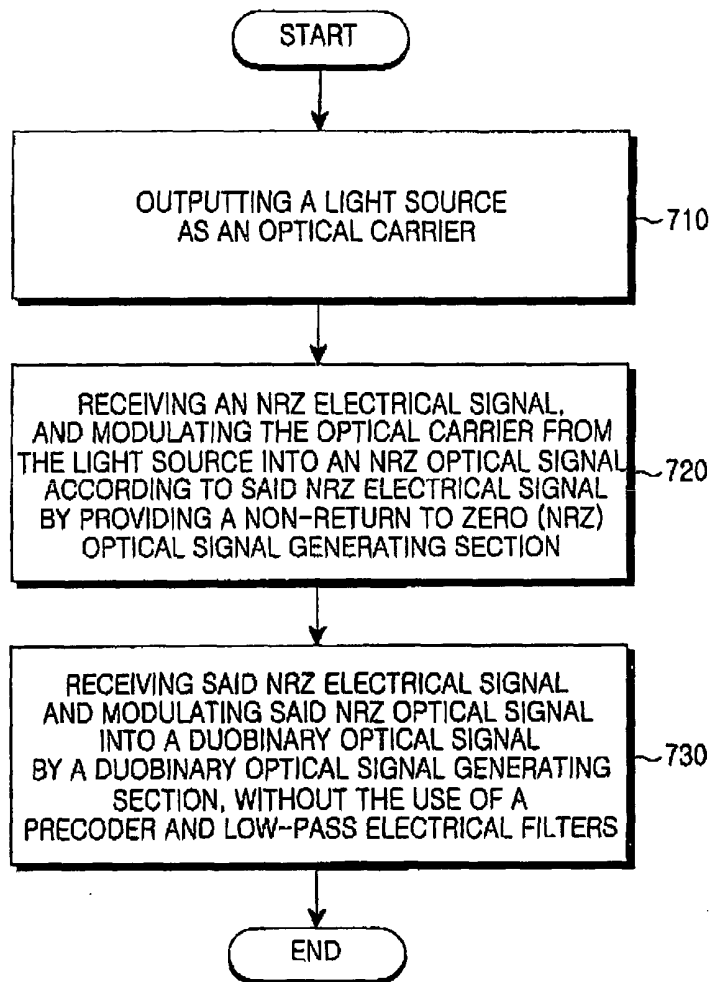 START
OUTPUTTING A LIGHT SOURCE
AS AN OPTICAL CARRIER
710
RECEIVING AN NRZ ELECTRICAL SIGNAL,
AND MODULATING THE OPTICAL CARRIER FROM
THE LIGHT SOURCE INTO AN NRZ OPTICAL SIGNAL
ACCORDING TO SAID NRZ ELECTRICAL SIGNAL
BY PROVIDING A NON-RETURN TO ZERO (NRZ)
OPTICAL SIGNAL GENERATING SECTION
720
RECEIVING SAID NRZ ELECTRICAL SIGNAL
AND MODULATING SAID NRZ OPTICAL SIGNAL
INTO A DUOBINARY OPTICAL SIGNAL
BY A DUOBINARY OPTICAL SIGNAL GENERATING
SECTION, WITHOUT THE USE OF A
PRECODER AND LOW-PASS ELECTRICAL FILTERS
730
END